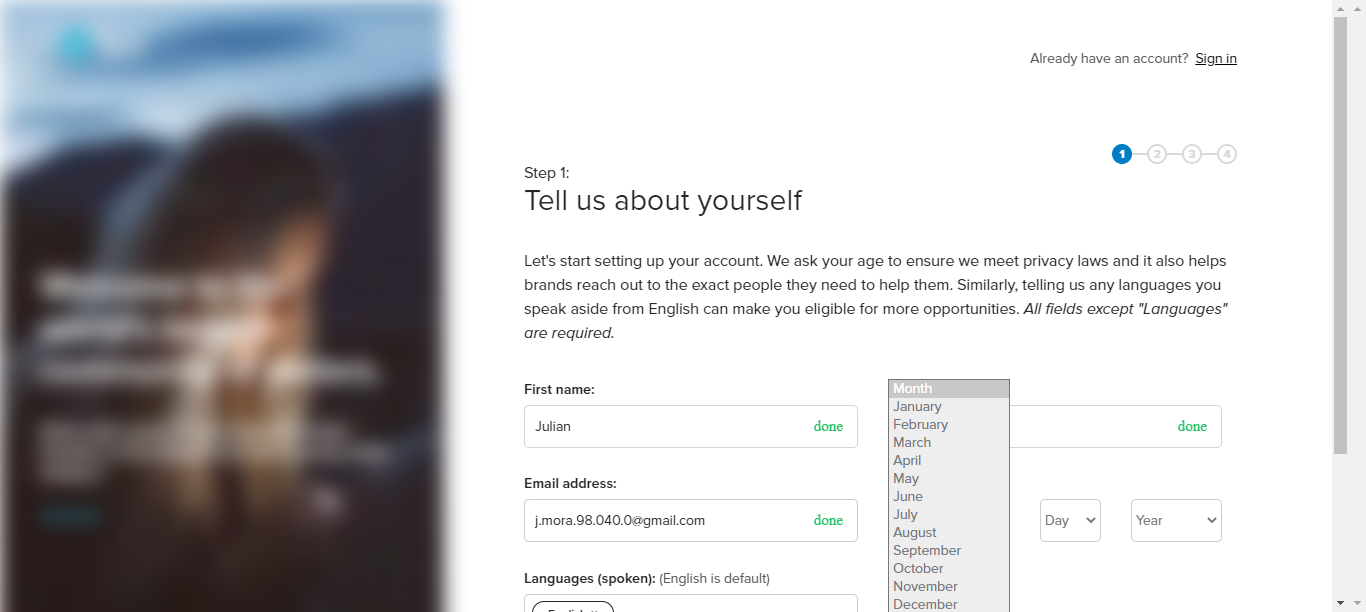 Already have an account? Sign in
1 2 3 4
Step 1:
Tell us about yourself
Let's start setting up your account. We ask your age to ensure we meet privacy laws and it also helps
brands reach out to the exact people they need to help them. Similarly, telling us any languages you
speak aside from English can make you eligible for more opportunities. All fields except "Languages"
are required.
First name:
Julian done
done
Email address:
j.mora.98.040.0@gmail.com done
Month
January
February
March
April
May
June
July
August
September
October
November
December
Day
Year
Languages (spoken): (English is default)